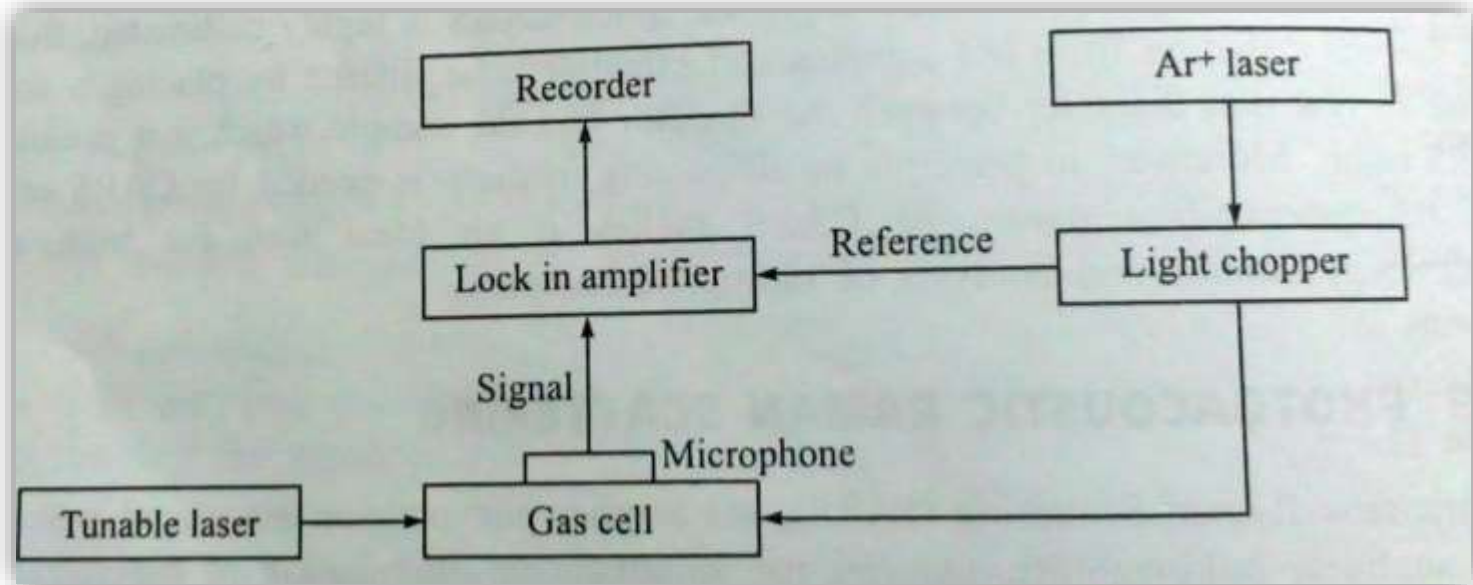 Recorder
Ar⁺ laser
Reference
Lock in amplifier
Light chopper
Signal
Microphone
Tunable laser
Gas cell